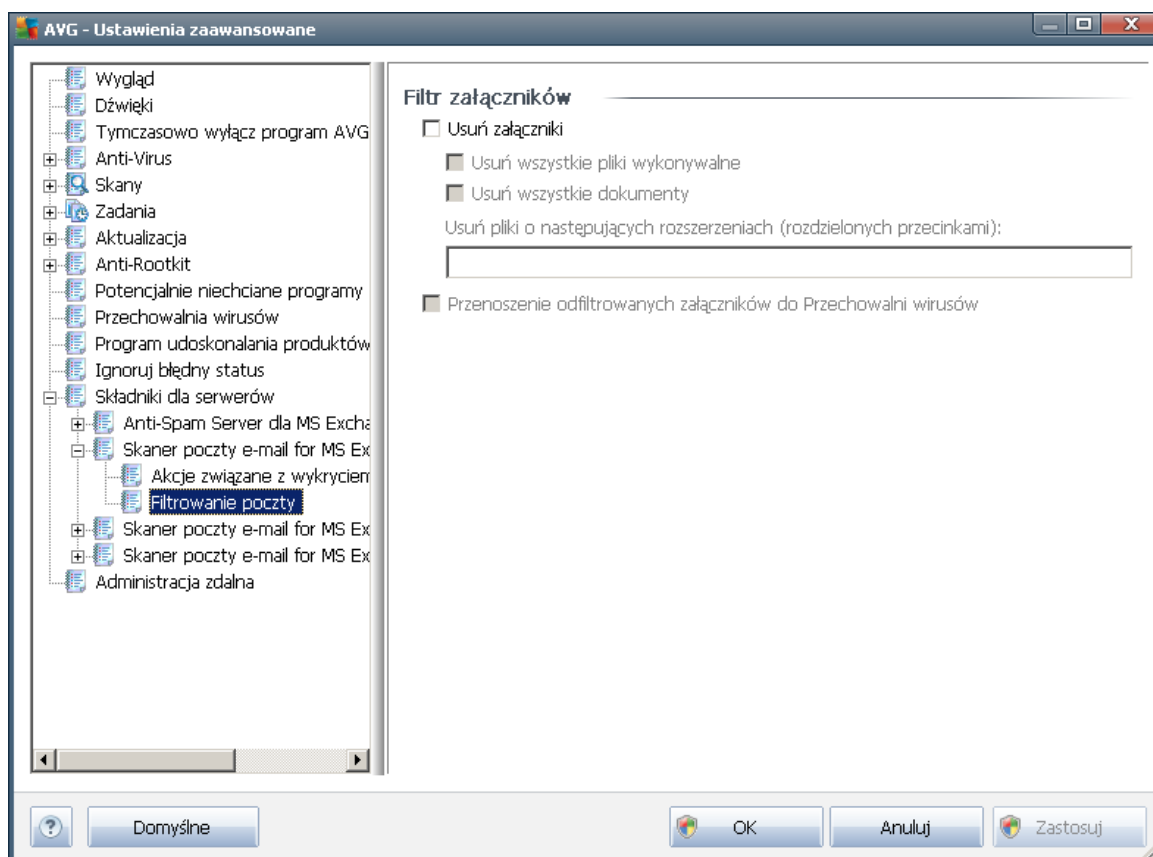 AVG - Ustawienia zaawansowane
Wygląd
Dźwięki
Tymczasowo wyłącz program AVG
Anti-Virus
Skany
Zadania
Aktualizacja
Anti-Rootkit
Potencjalnie niechciane programy
Przechowalnia wirusów
Program udoskonalania produktów
Ignoruj błędny status
Składniki dla serwerów
Anti-Spam Server dla MS Excha
Skaner poczty e-mail for MS Ex
Akcje związane z wykryciem
Filtrowanie poczty
Skaner poczty e-mail for MS Ex
Skaner poczty e-mail for MS Ex
Administracja zdalna
Filtr załączników
Usuń załączniki
Usuń wszystkie pliki wykonywalne
Usuń wszystkie dokumenty
Usuń pliki o następujących rozszerzeniach (rozdzielonych przecinkami):
Przenoszenie odfiltrowanych załączników do Przechowalni wirusów
?
Domyślne
OK
Anuluj
Zastosuj